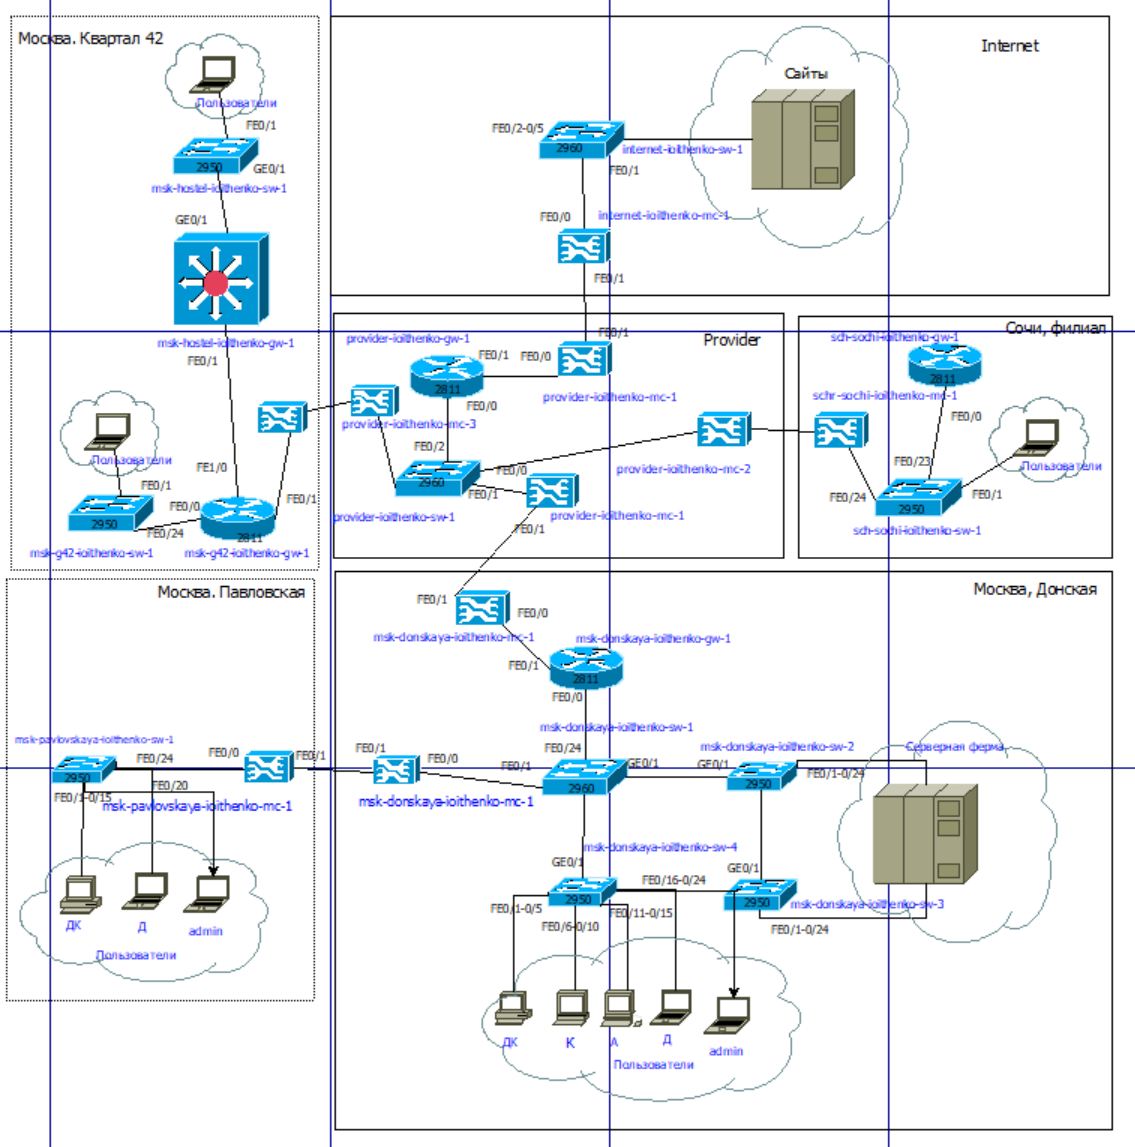 Москва. Квартал 42
Пользователи
FE0/1
2950
GE0/1
msk-hostel-ioithenko-sw-1
GE0/1
msk-hostel-ioithenko-gw-1
FE0/1
Пользователи
FE0/1
2950
FE0/0
FE0/24
msk-g42-ioithenko-sw-1
FE1/0
FE0/1
2811
msk-g42-ioithenko-gw-1
Internet
Сайты
FE0/2-0/5
2960
internet-ioithenko-sw-1
FE0/1
FE0/0
internet-ioithenko-mc-1
FE0/1
Provider
provider-ioithenko-gw-1
FE0/1
FE0/0
FE0/1
2811
FE0/0
provider-ioithenko-mc-1
provider-ioithenko-mc-3
FE0/2
2960
FE0/0
FE0/1
provider-ioithenko-mc-2
provider-ioithenko-sw-1
provider-ioithenko-mc-1
FE0/1
Сочи, филиал
sch-sochi-ioithenko-gw-1
2811
schr-sochi-ioithenko-mc-1
FE0/0
FE0/23
Пользователи
FE0/24
2950
FE0/1
sch-sochi-ioithenko-sw-1
Москва. Павловская
msk-pavlovskaya-ioithenko-sw-1
2950
FE0/24
FE0/0
FE0/1
FE0/20
FE0/1-0/15
msk-pavlovskaya-ioithenko-mc-1
ДК
Д
admin
Пользователи
Москва, Донская
FE0/1
FE0/0
msk-donskaya-ioithenko-mc-1
msk-donskaya-ioithenko-gw-1
FE0/1
2811
FE0/0
msk-donskaya-ioithenko-sw-1
FE0/24
FE0/1
FE0/0
FE0/1
GE0/1
2960
msk-donskaya-ioithenko-mc-1
msk-donskaya-ioithenko-sw-2
GE0/1
2950
FE0/1-0/24
Серверная ферма
msk-donskaya-ioithenko-sw-4
GE0/1
2950
FE0/16-0/24
GE0/1
2950
msk-donskaya-ioithenko-sw-3
FE0/1-0/5
FE0/6-0/10
FE0/11-0/15
FE0/1-0/24
ДК
К
А
Д
admin
Пользователи